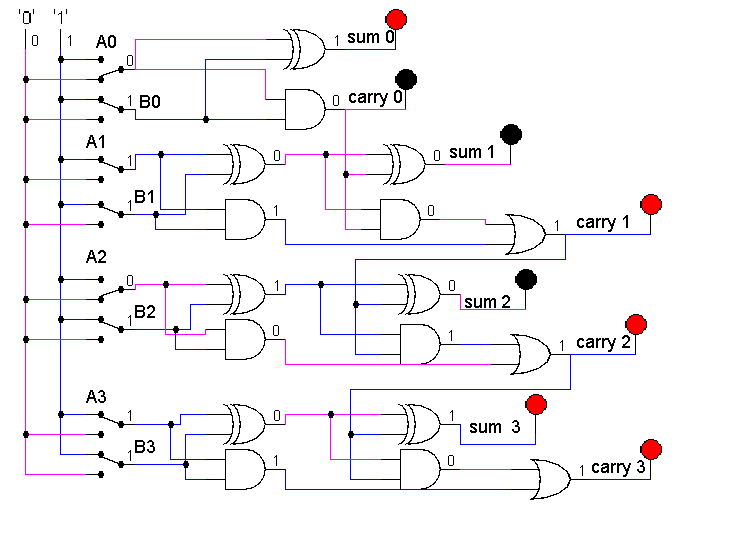 '0' '1'
0 1
A0 0 1 sum 0
1 B0 0 carry 0
A1 1 0 0 sum 1
1 B1 1 0 1 carry 1
A2 0 1 0 sum 2
1 B2 0 1 1 carry 2
A3 1 0 1 sum 3
1 B3 1 0 1 carry 3